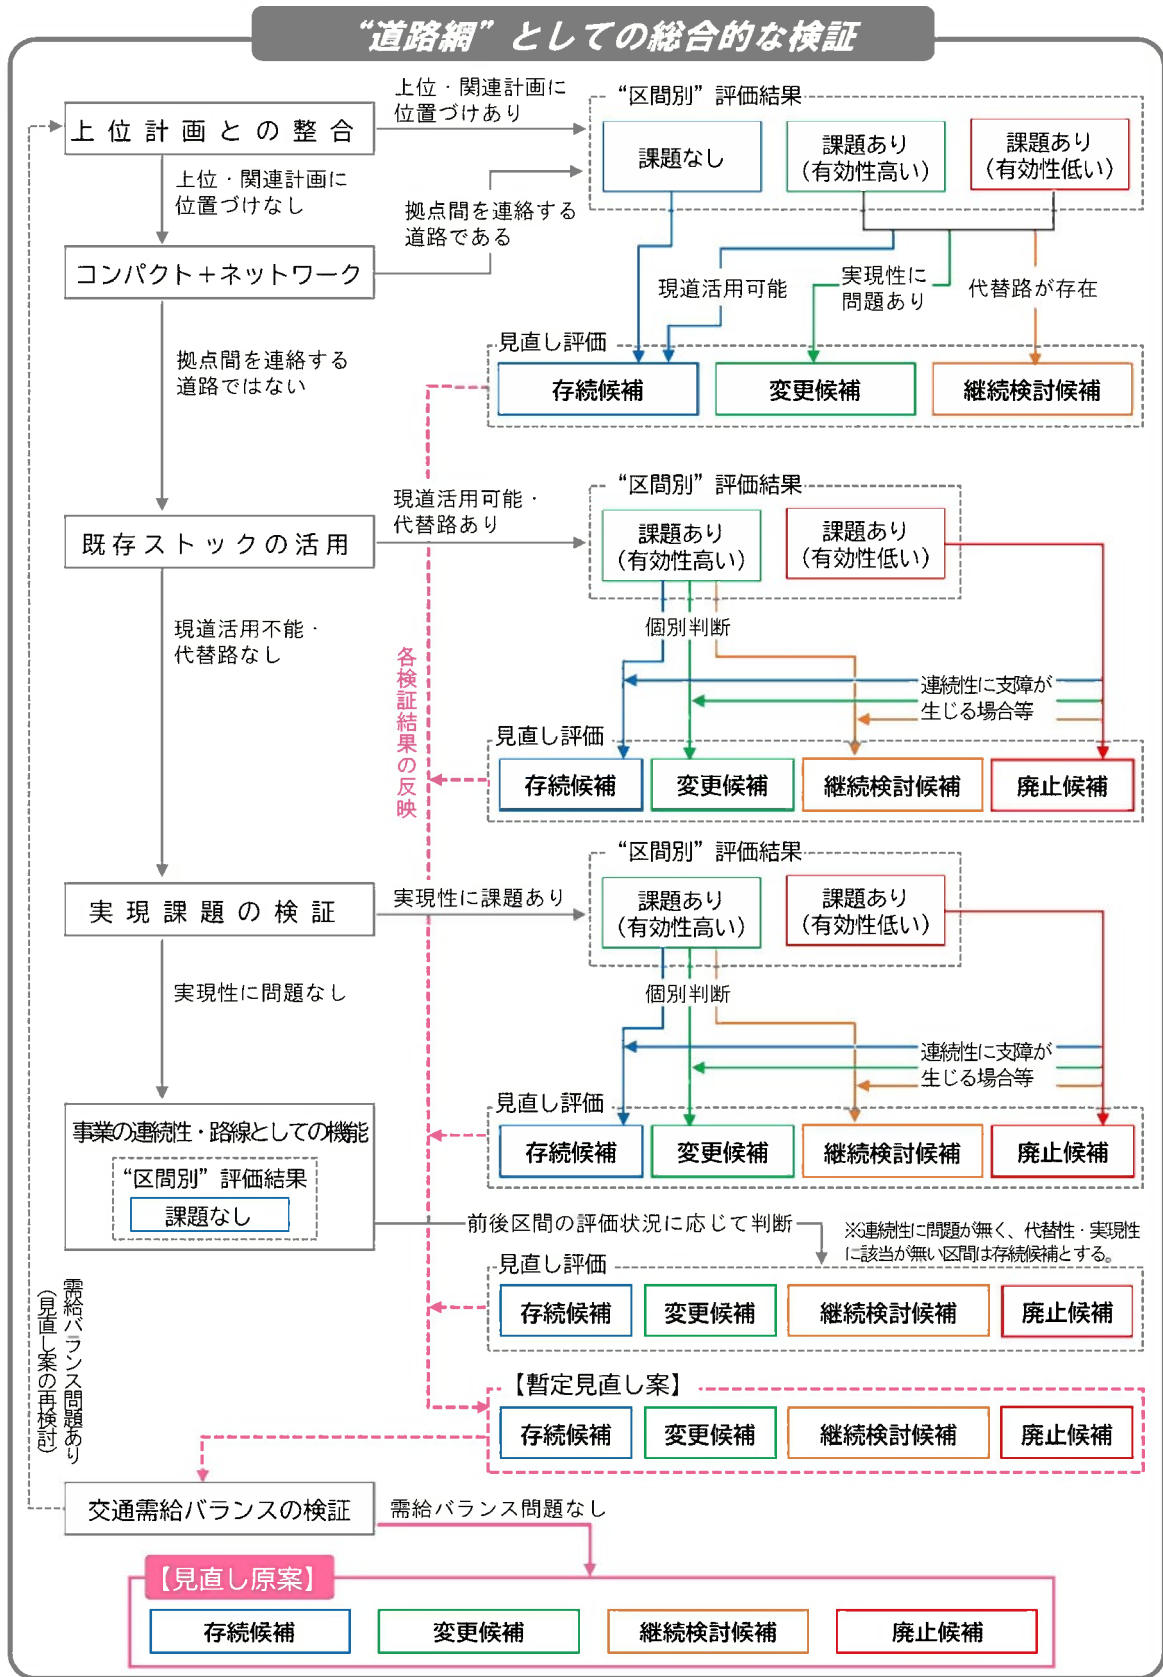 “道路網”としての総合的な検証
上位計画との整合
上位・関連計画に
位置づけあり
“区間別”評価結果
課題なし
課題あり
(有効性高い)
課題あり
(有効性低い)
上位・関連計画に
位置づけなし
拠点間を連絡する
道路である
コンパクト＋ネットワーク
現道活用可能
実現性に
問題あり
代替路が存在
見直し評価
存続候補
変更候補
継続検討候補
拠点間を連絡する
道路ではない
既存ストックの活用
現道活用可能・
代替路あり
“区間別”評価結果
課題あり
(有効性高い)
課題あり
(有効性低い)
個別判断
現道活用不能・
代替路なし
連続性に支障が
生じる場合等
各検証結果の反映
見直し評価
存続候補
変更候補
継続検討候補
廃止候補
実現課題の検証
実現性に課題あり
“区間別”評価結果
課題あり
(有効性高い)
課題あり
(有効性低い)
個別判断
実現性に問題なし
連続性に支障が
生じる場合等
見直し評価
存続候補
変更候補
継続検討候補
廃止候補
事業の連続性・路線としての機能
“区間別”評価結果
課題なし
前後区間の評価状況に応じて判断
※連続性に問題が無く、代替性・実現性
に該当が無い区間は存続候補とする。
見直し評価
存続候補
変更候補
継続検討候補
廃止候補
需給バランス問題あり
(見直し案の再検討)
【暫定見直し案】
存続候補
変更候補
継続検討候補
廃止候補
交通需給バランスの検証
需給バランス問題なし
【見直し原案】
存続候補
変更候補
継続検討候補
廃止候補